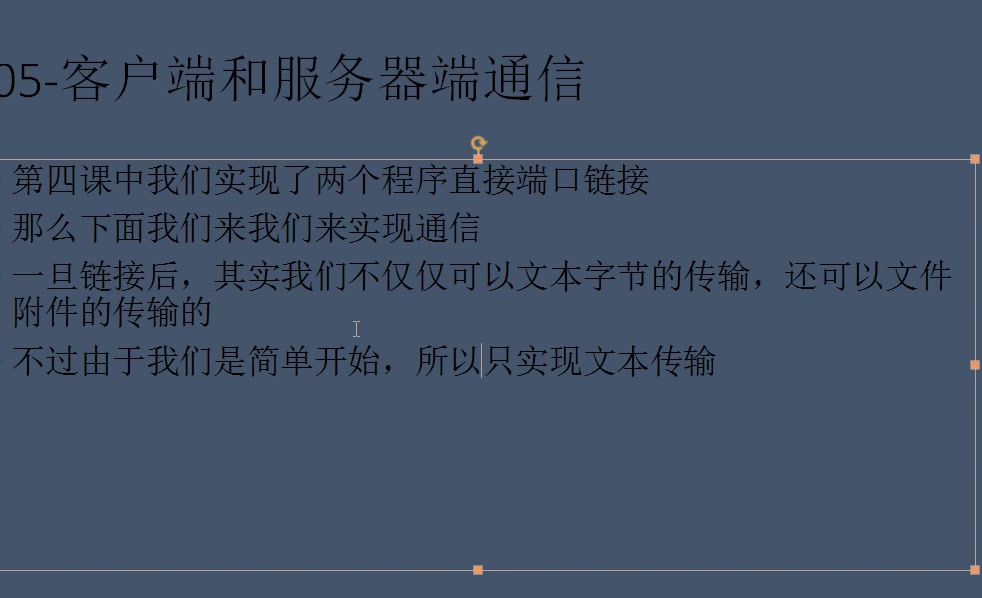 05-客户端和服务器端通信
第四课中我们实现了两个程序直接端口链接
那么下面我们来我们来实现通信
一旦链接后，其实我们不仅仅可以文本字节的传输，还可以文件
附件的传输的
不过由于我们是简单开始，所以只实现文本传输